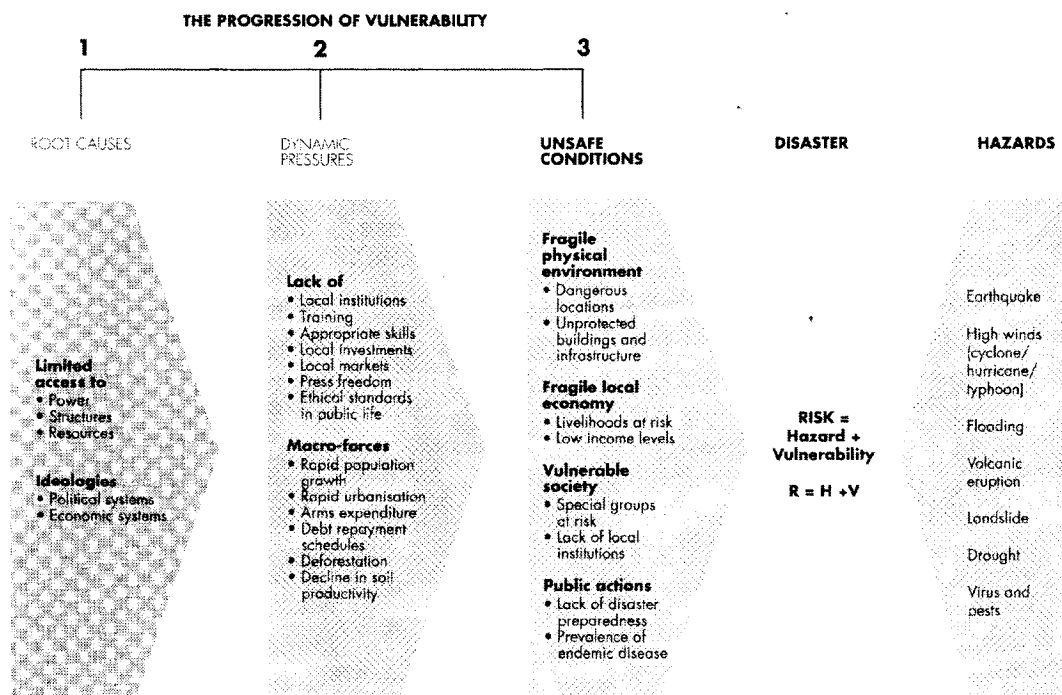 THE PROGRESSION OF VULNERABILITY
1
2
3
ROOT CAUSES
DYNAMIC
PRESSURES
UNSAFE
CONDITIONS
DISASTER
HAZARDS
Limited
access to
• Power
• Structures
• Resources
Ideologies
• Political systems
• Economic systems
Lack of
• Local institutions
• Training
• Appropriate skills
• Local investments
• Local markets
• Press freedom
• Ethical standards
in public life
Macro-forces
• Rapid population
growth
• Rapid urbanisation
• Arms expenditure
• Debt repayment
schedules
• Deforestation
• Decline in soil
productivity
Fragile
physical
environment
• Dangerous
locations
• Unprotected
buildings and
infrastructure
Fragile local
economy
• Livelihoods at risk
• Low income levels
Vulnerable
society
• Special groups
at risk
• Lack of local
institutions
Public actions
• Lack of disaster
preparedness
• Prevalence of
endemic disease
RISK =
Hazard +
Vulnerability
R = H +V
Earthquake
High winds
(cyclone/
hurricane/
typhoon)
Flooding
Volcanic
eruption
Landslide
Drought
Virus and
pests